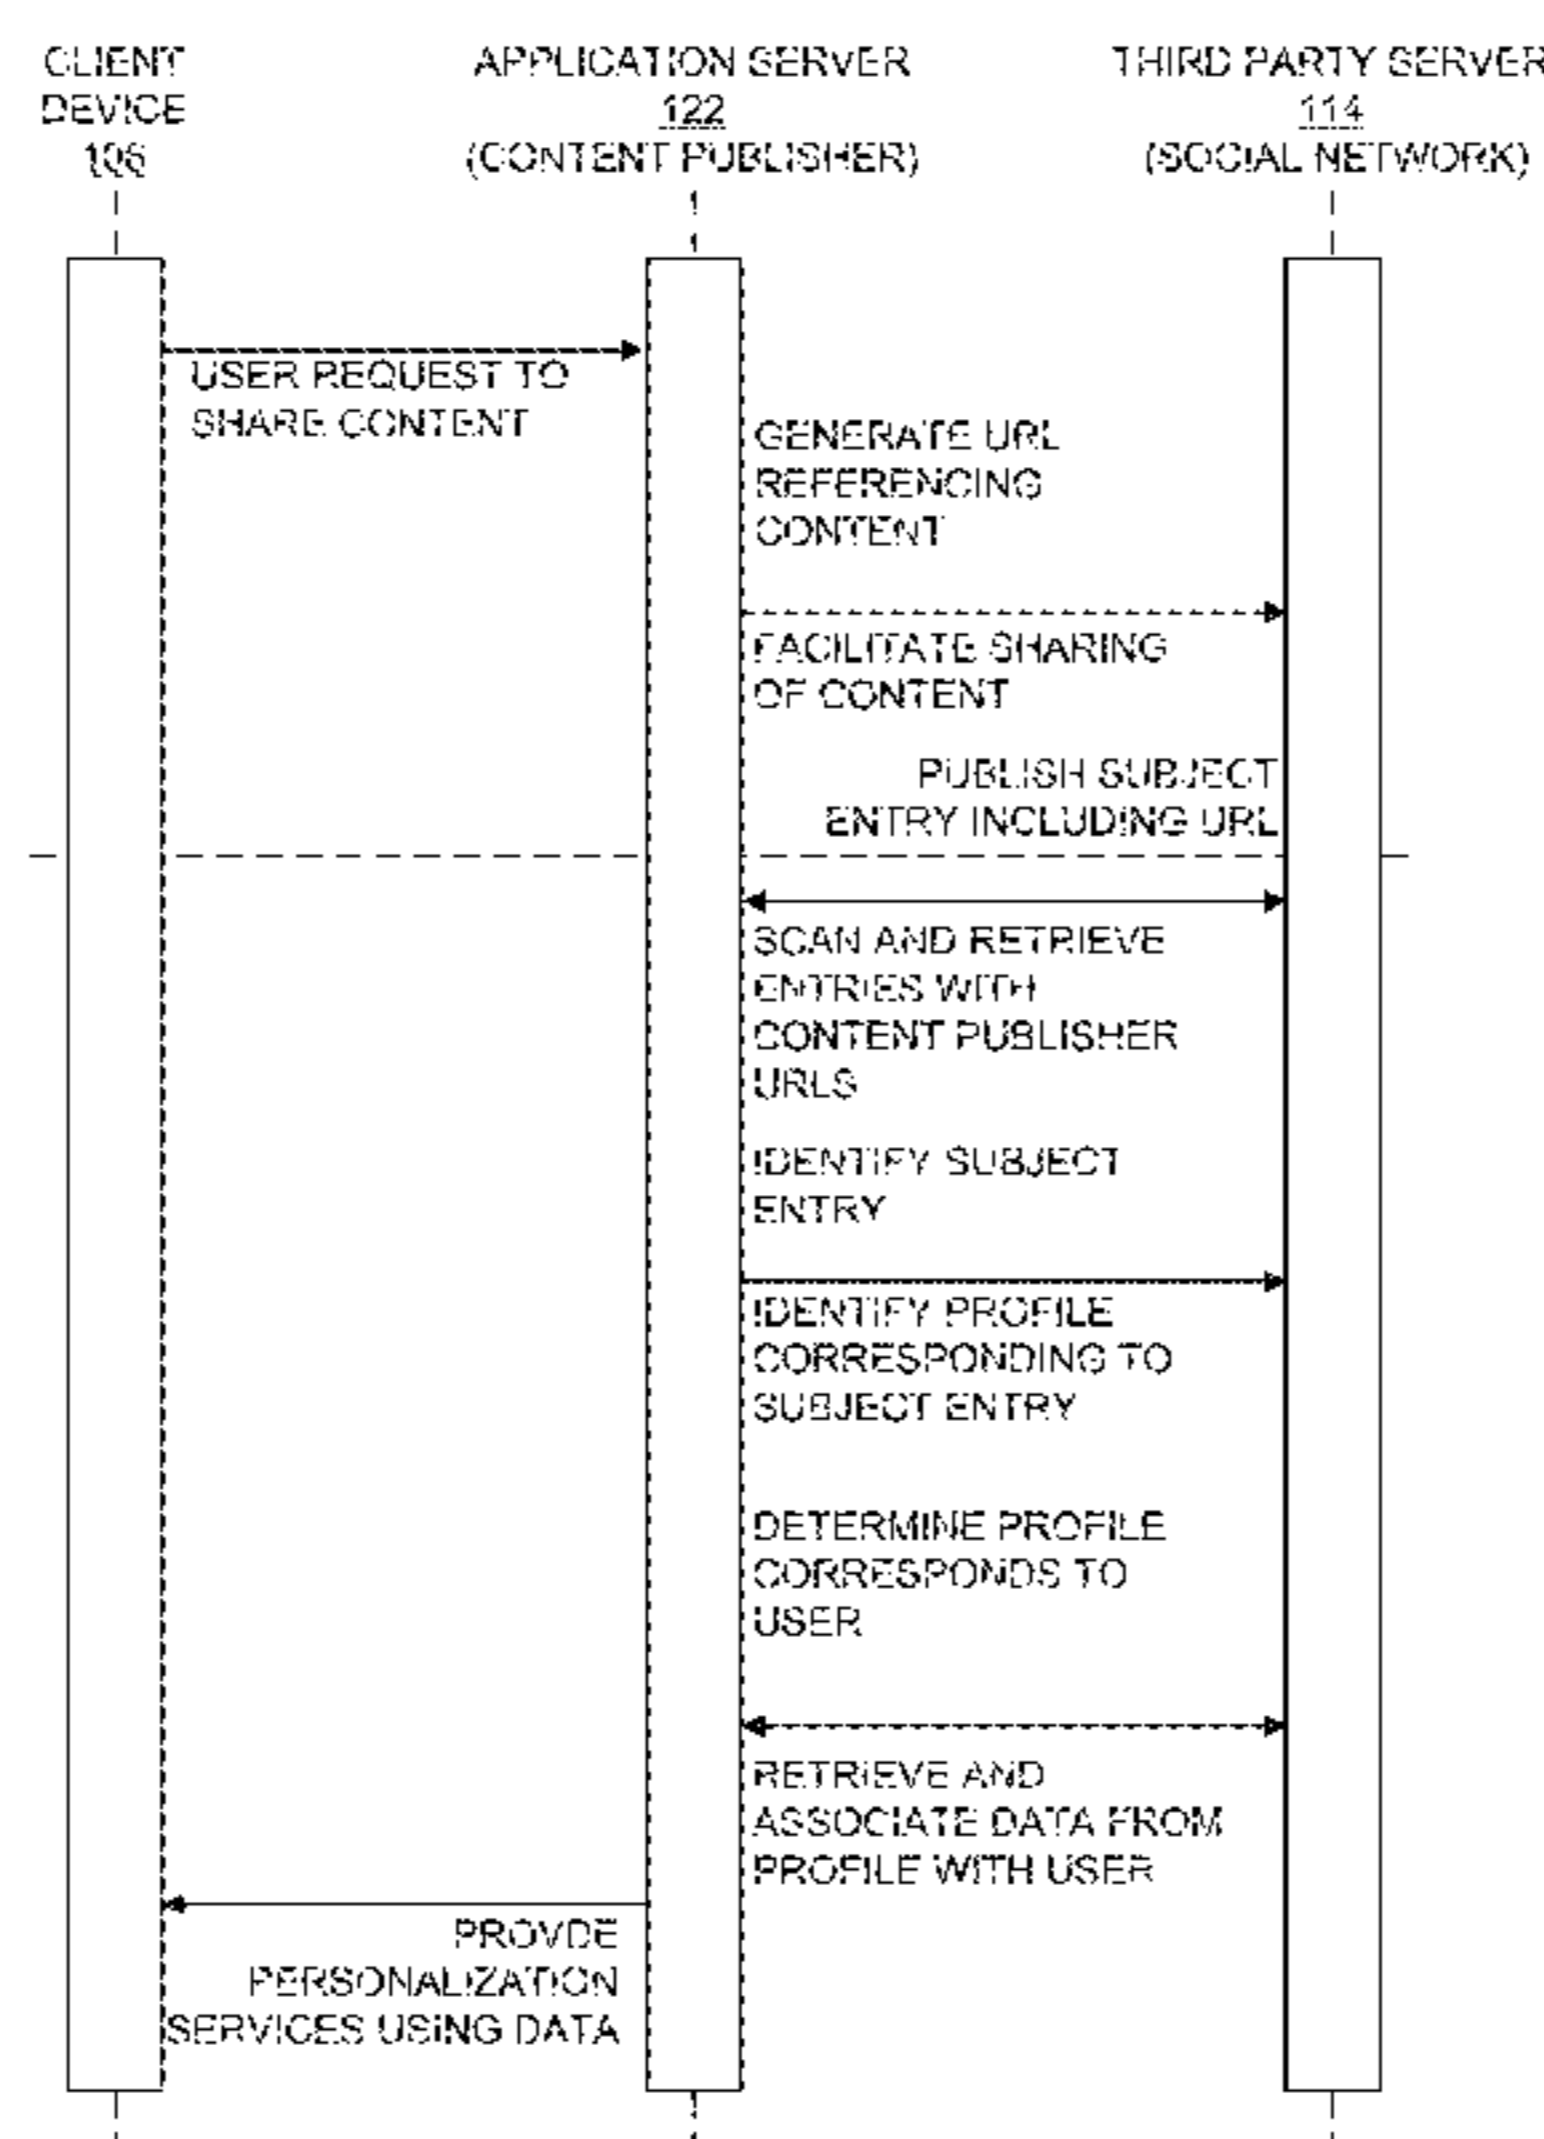 CLIENT
DEVICE
106
APPLICATION SERVER
122
(CONTENT PUBLISHER)
THIRD PARTY SERVER
114
(SOCIAL NETWORK)
USER REQUEST TO
SHARE CONTENT
GENERATE URL
REFERENCING
CONTENT
FACILITATE SHARING
OF CONTENT
PUBLISH SUBJECT
ENTRY INCLUDING URL
SCAN AND RETRIEVE
ENTRIES WITH
CONTENT PUBLISHER
URLS
IDENTIFY SUBJECT
ENTRY
IDENTIFY PROFILE
CORRESPONDING TO
SUBJECT ENTRY
DETERMINE PROFILE
CORRESPONDS TO
USER
RETRIEVE AND
ASSOCIATE DATA FROM
PROFILE WITH USER
PROVDE
PERSONALIZATION
SERVICES USING DATA